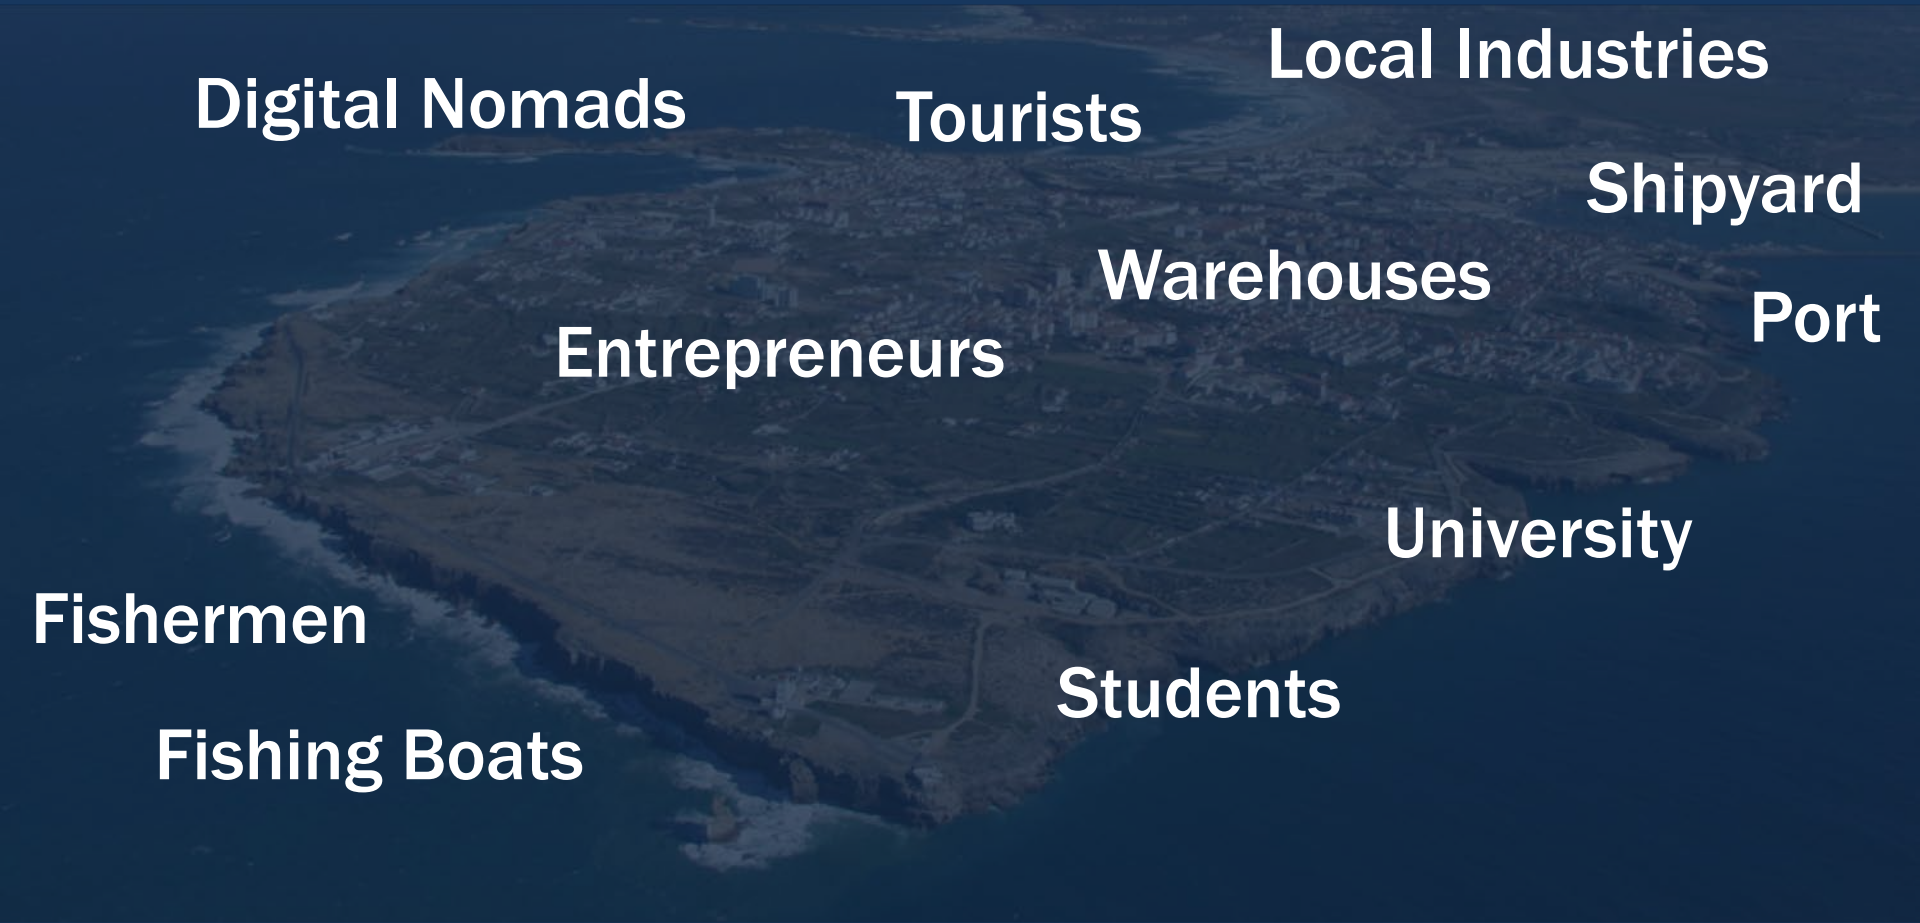 Local Industries
Digital Nomads
Tourists
Shipyard
Warehouses
Port
Entrepreneurs
University
Fishermen
Students
Fishing Boats